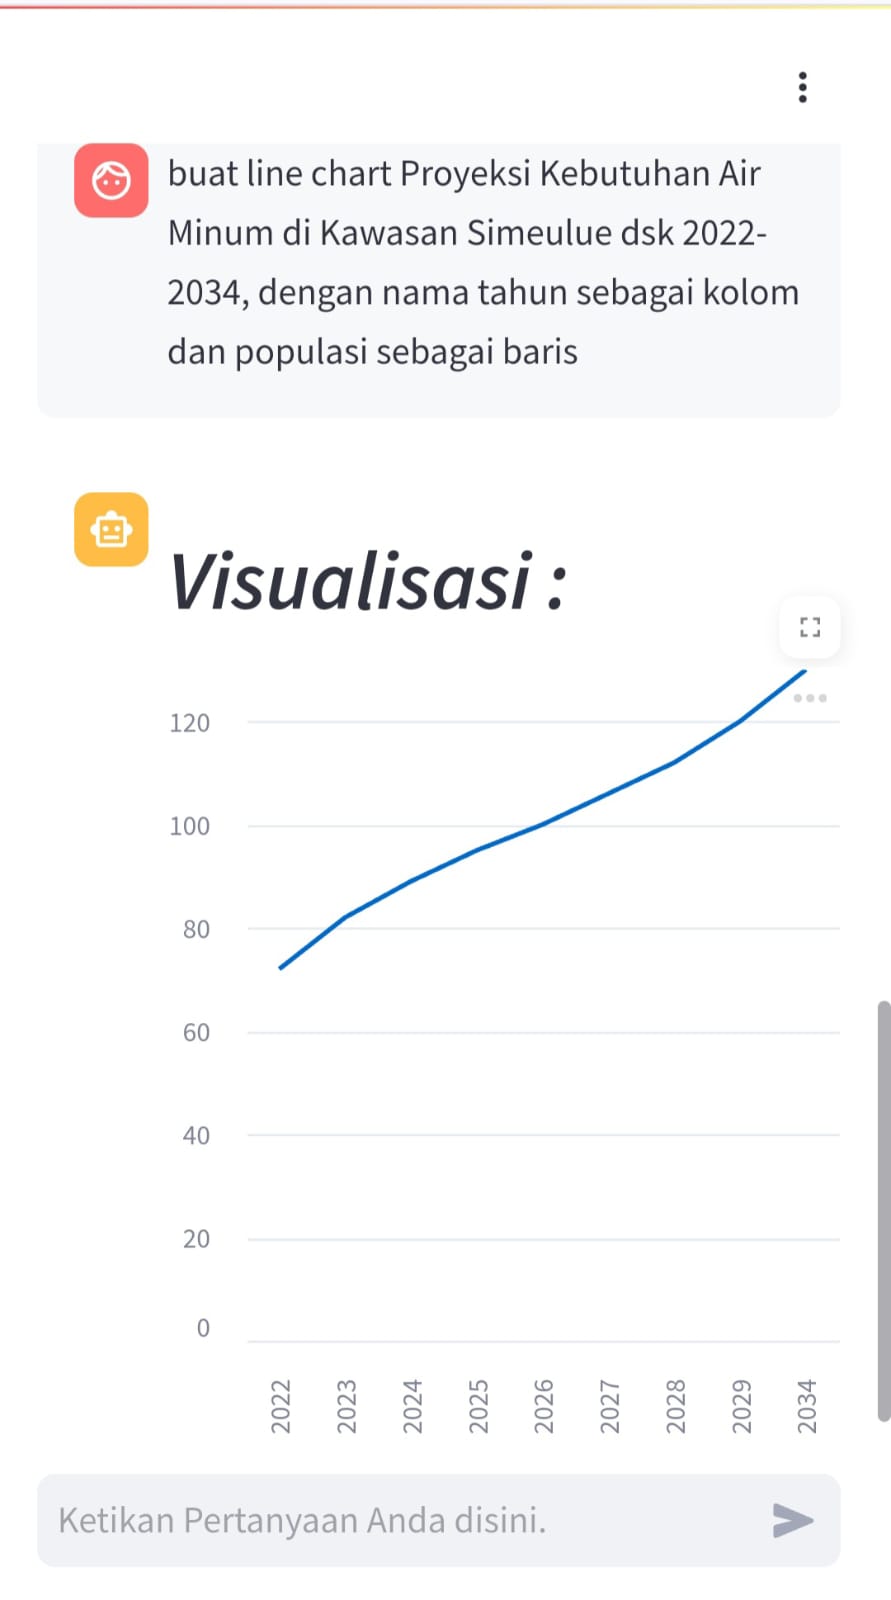 buat line chart Proyeksi Kebutuhan Air
Minum di Kawasan Simeulue dsk 2022-
2034, dengan nama tahun sebagai kolom
dan populasi sebagai baris
Visualisasi :
120
100
80
60
40
20
0
2022
2023
2024
2025
2026
2027
2028
2029
2034
Ketikan Pertanyaan Anda disini.